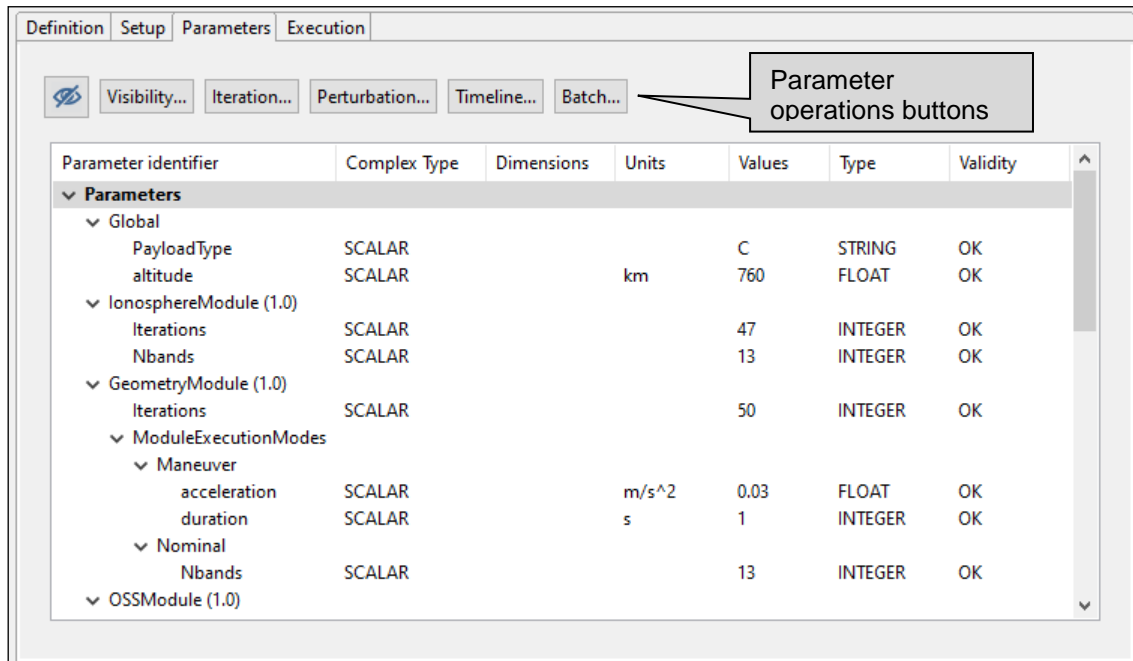 Definition Setup Parameters Execution
Visibility... Iteration... Perturbation... Timeline... Batch...
Parameter
operations buttons
Parameter identifier Complex Type Dimensions Units Values Type Validity
Parameters
Global
PayloadType SCALAR C STRING OK
altitude SCALAR km 760 FLOAT OK
IonosphereModule (1.0)
Iterations SCALAR 47 INTEGER OK
Nbands SCALAR 13 INTEGER OK
GeometryModule (1.0)
Iterations SCALAR 50 INTEGER OK
ModuleExecutionModes
Maneuver
acceleration SCALAR m/s^2 0.03 FLOAT OK
duration SCALAR s 1 INTEGER OK
Nominal
Nbands SCALAR 13 INTEGER OK
OSSModule (1.0)